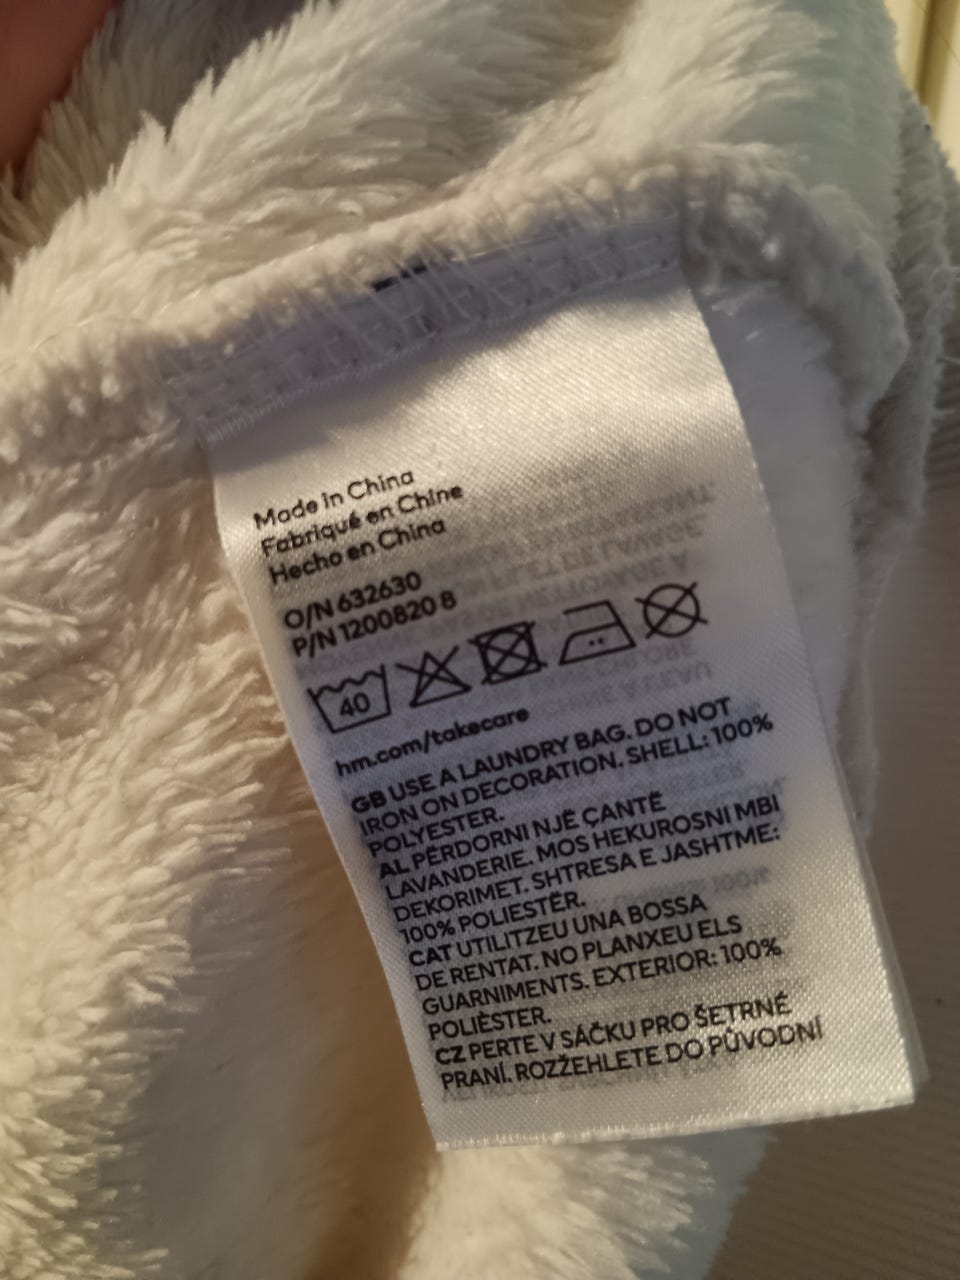 Made in China
Fabriqué en Chine
Hecho en China
O/N 632630
P/N 1200820 8
40
hm.com/takecare
GB USE A LAUNDRY BAG. DO NOT
IRON ON DECORATION. SHELL: 100%
POLYESTER.
AL PËRDORNI NJË ÇANTË
LAVANDERIE. MOS HEKUROSNI MBI
DEKORIMET. SHTRESA E JASHTME:
100% POLIESTËR.
CAT UTILITZEU UNA BOSSA
DE RENTAT. NO PLANXEU ELS
GUARNIMENTS. EXTERIOR: 100%
POLIÈSTER.
CZ PERTE V SÁČKU PRO ŠETRNÉ
PRANÍ. ROZŽEHLETE DO PŮVODNÍ